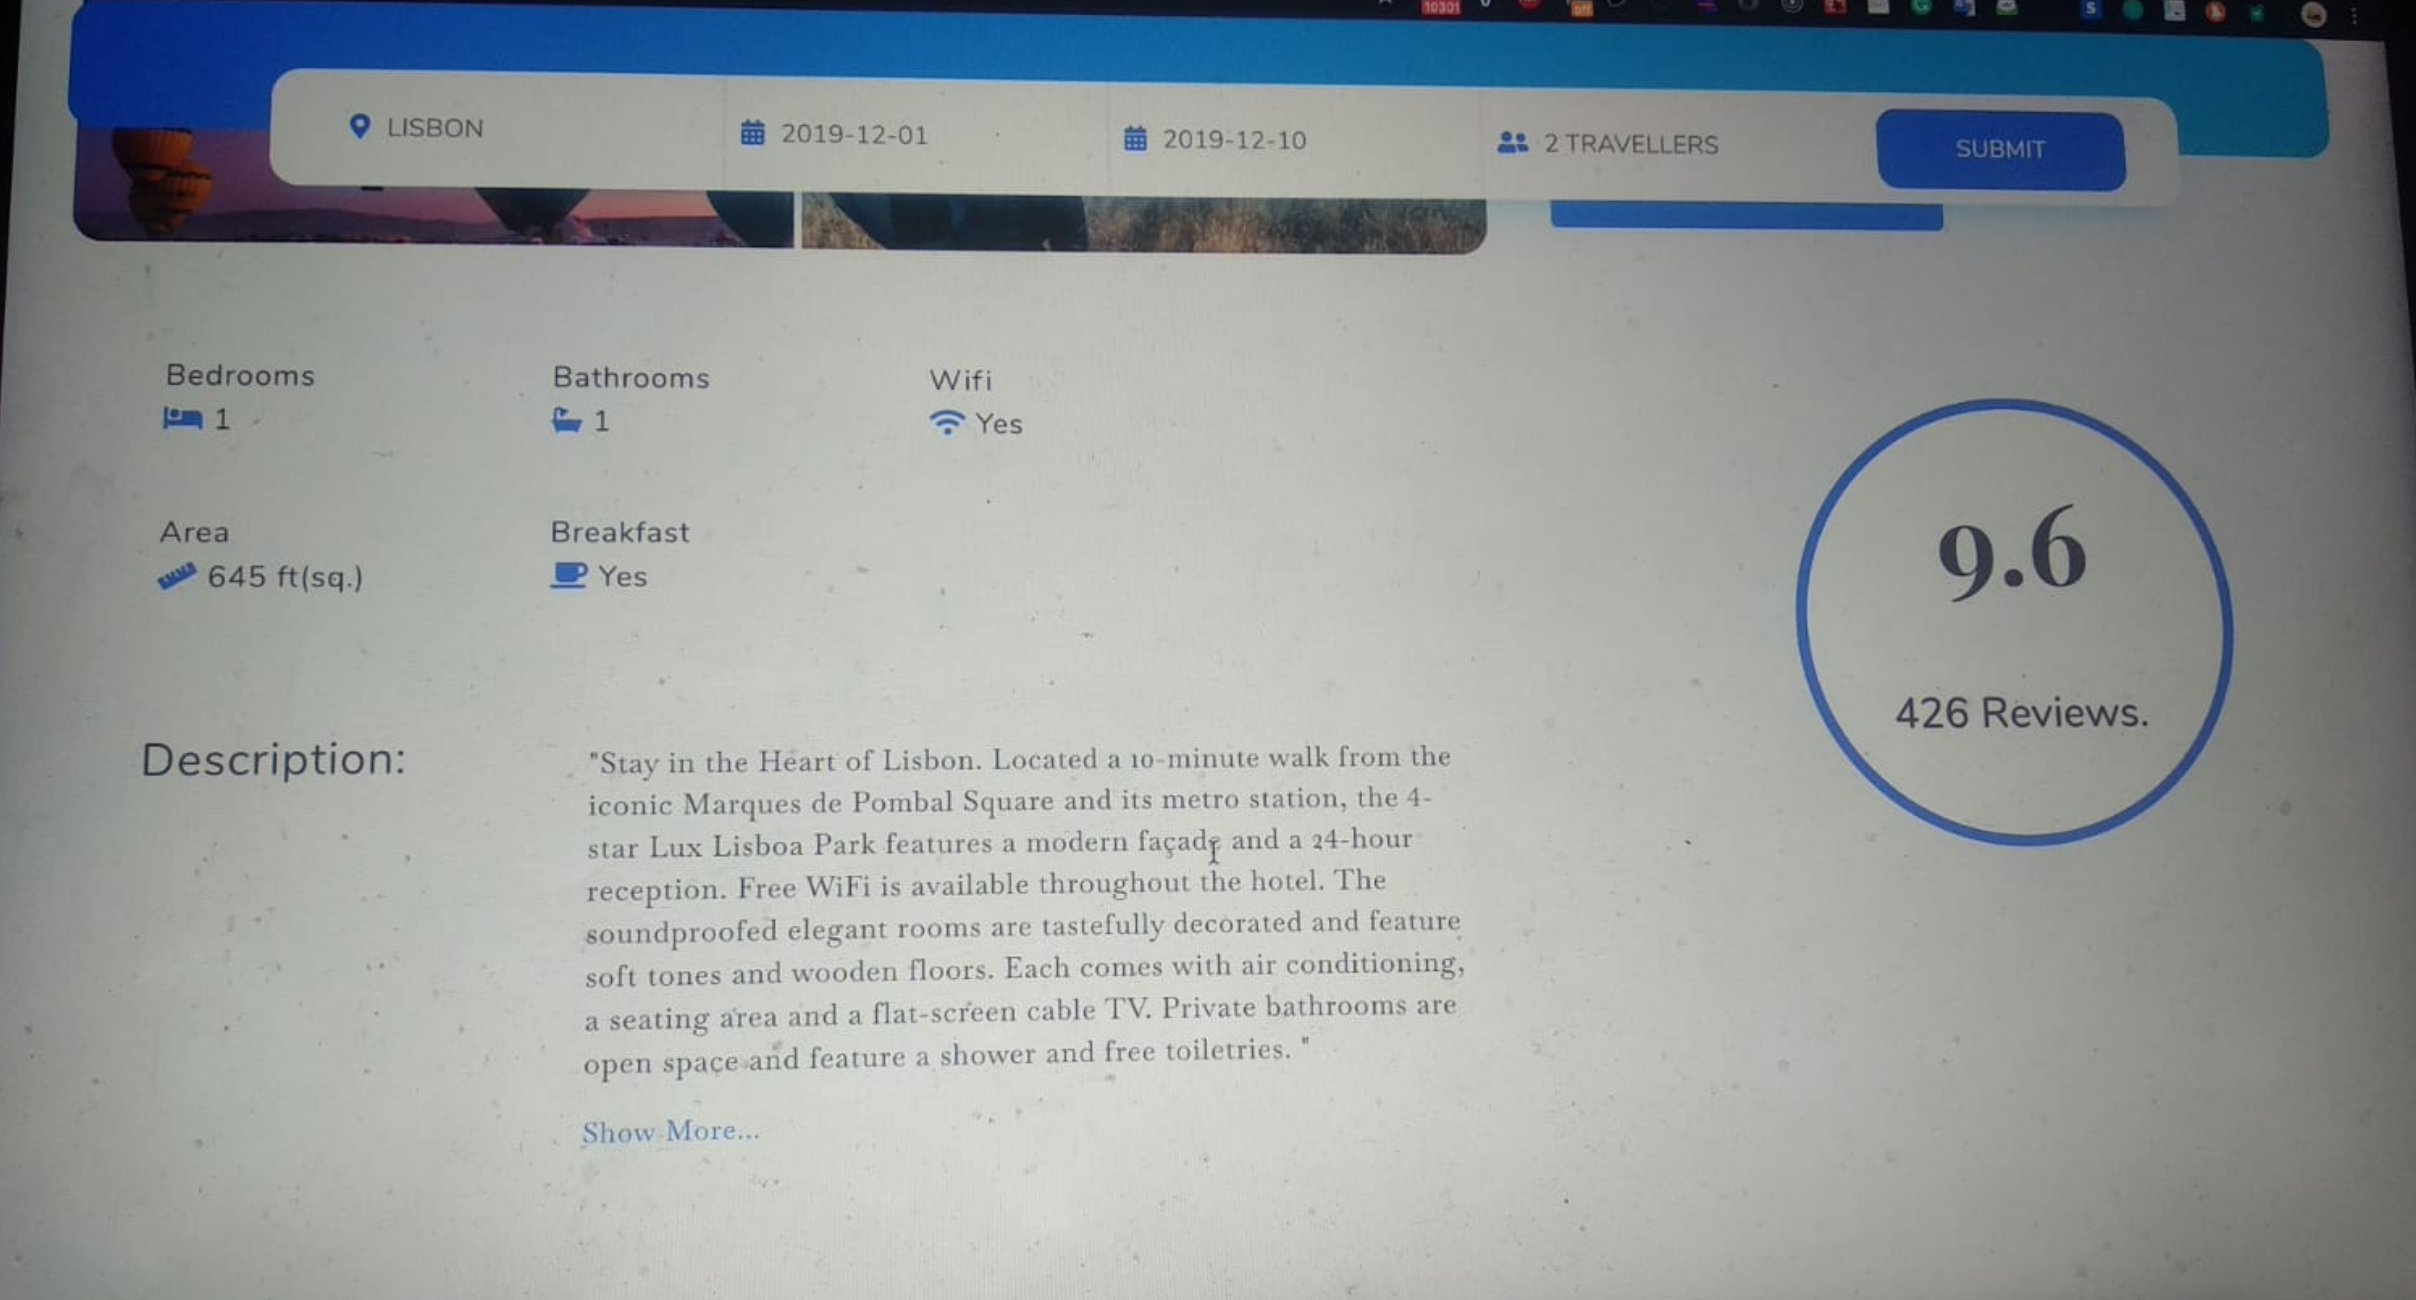 10301
off
S
LISBON
2019-12-01
2019-12-10
2 TRAVELLERS
SUBMIT
Bedrooms
1
Bathrooms
1
Wifi
Yes
Area
645 ft(sq.)
Breakfast
Yes
9.6
426 Reviews.
Description:
"Stay in the Heart of Lisbon. Located a 10-minute walk from the
iconic Marques de Pombal Square and its metro station, the 4-
star Lux Lisboa Park features a modern façade and a 24-hour
reception. Free WiFi is available throughout the hotel. The
soundproofed elegant rooms are tastefully decorated and feature
soft tones and wooden floors. Each comes with air conditioning,
a seating area and a flat-screen cable TV. Private bathrooms are
open space and feature a shower and free toiletries. "
Show More...